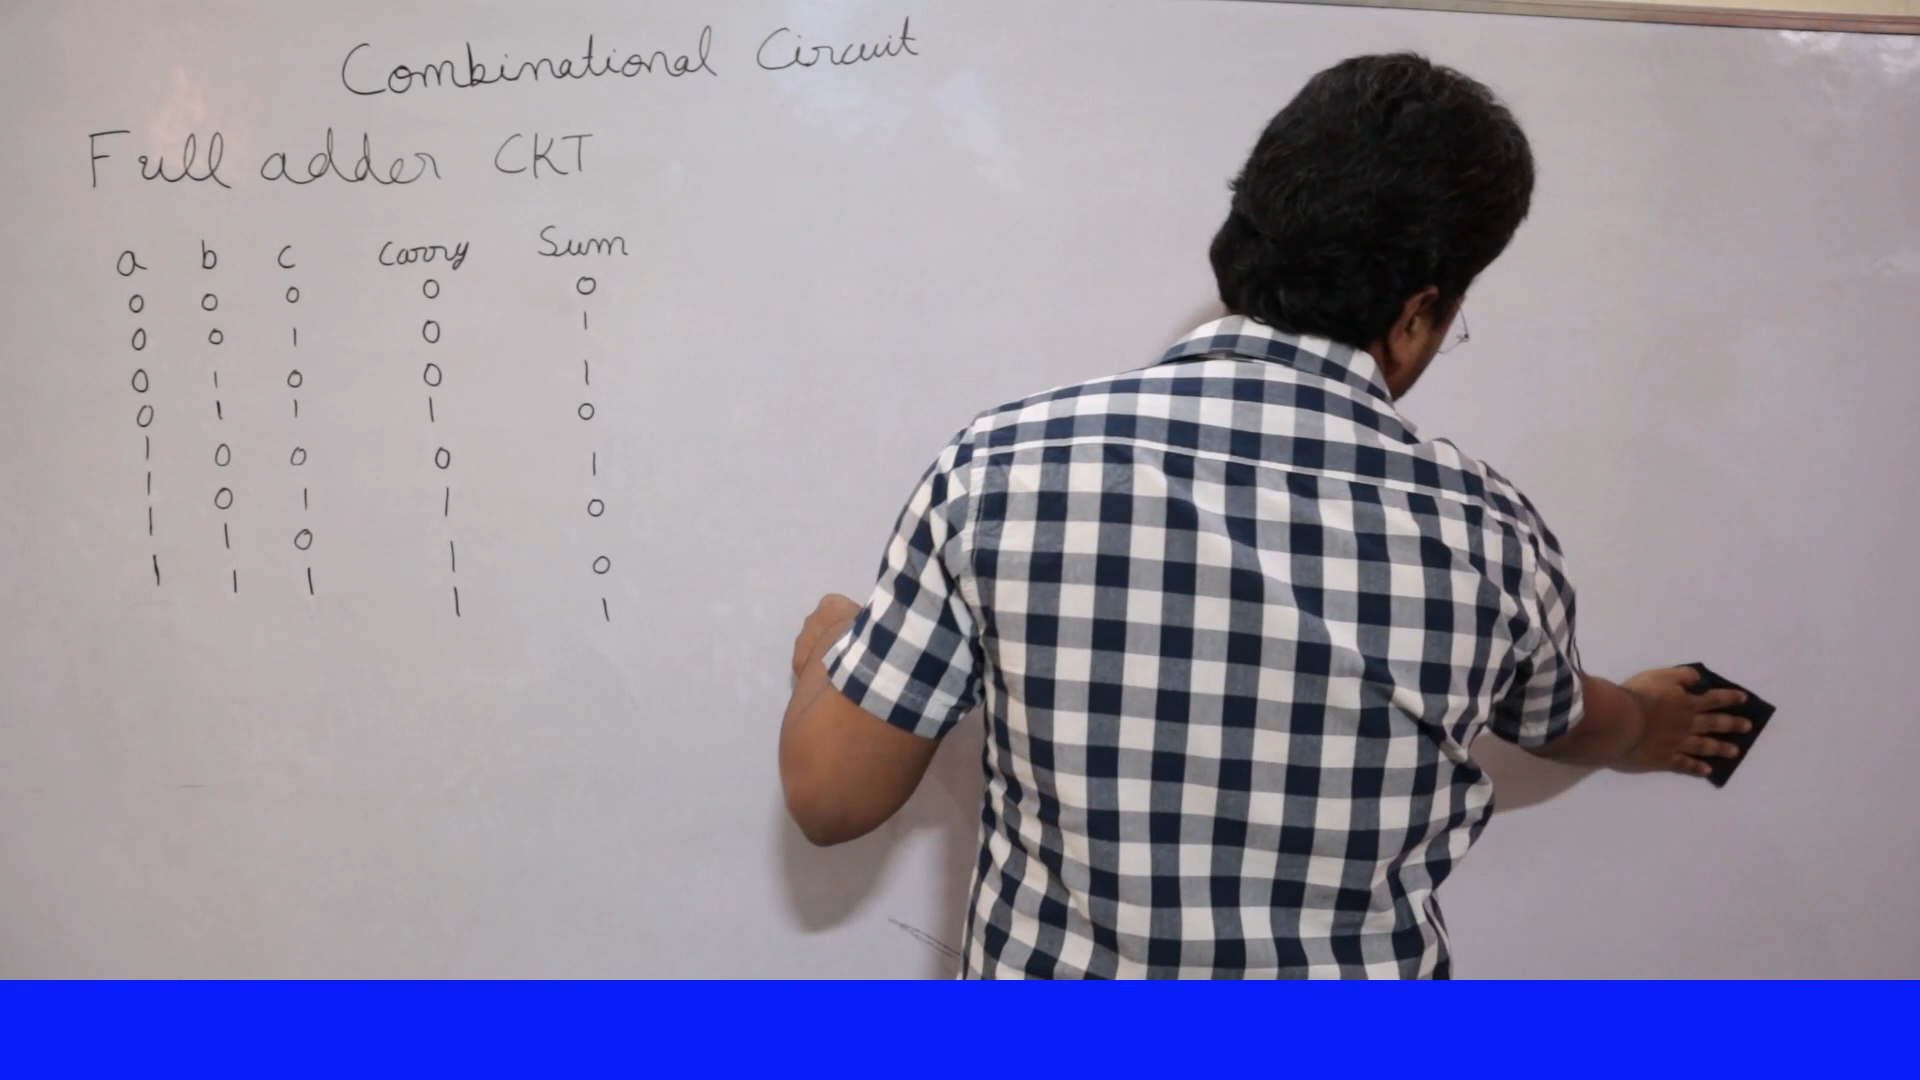 Combinational Circuit
Full adder CKT
a b c Carry Sum
0 0 0 0 0
0 0 1 0 1
0 1 0 0 1
0 1 1 1 0
1 0 0 0 1
1 0 1 1 0
1 1 0 1 0
1 1 1 1 1